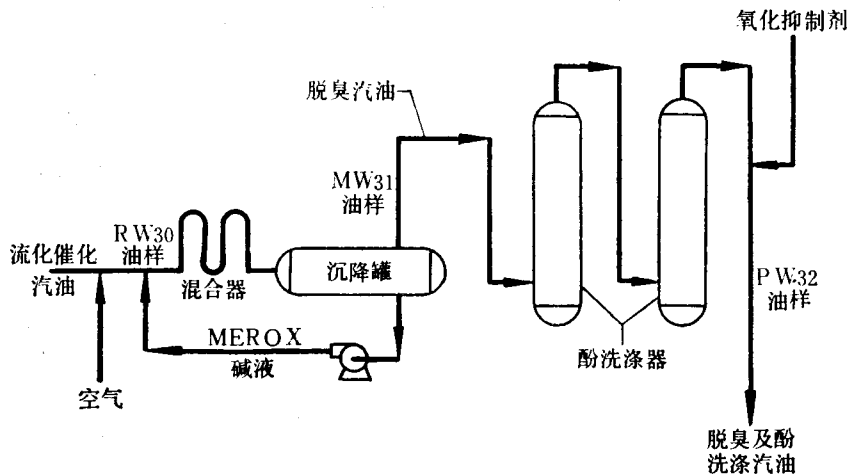 氧化抑制剂
脱臭汽油
MW31
油样
RW30
油样
流化催化
汽油
混合器
沉降罐
PW32
油样
MEROX
碱液
酚洗涤器
空气
脱臭及酚
洗涤汽油